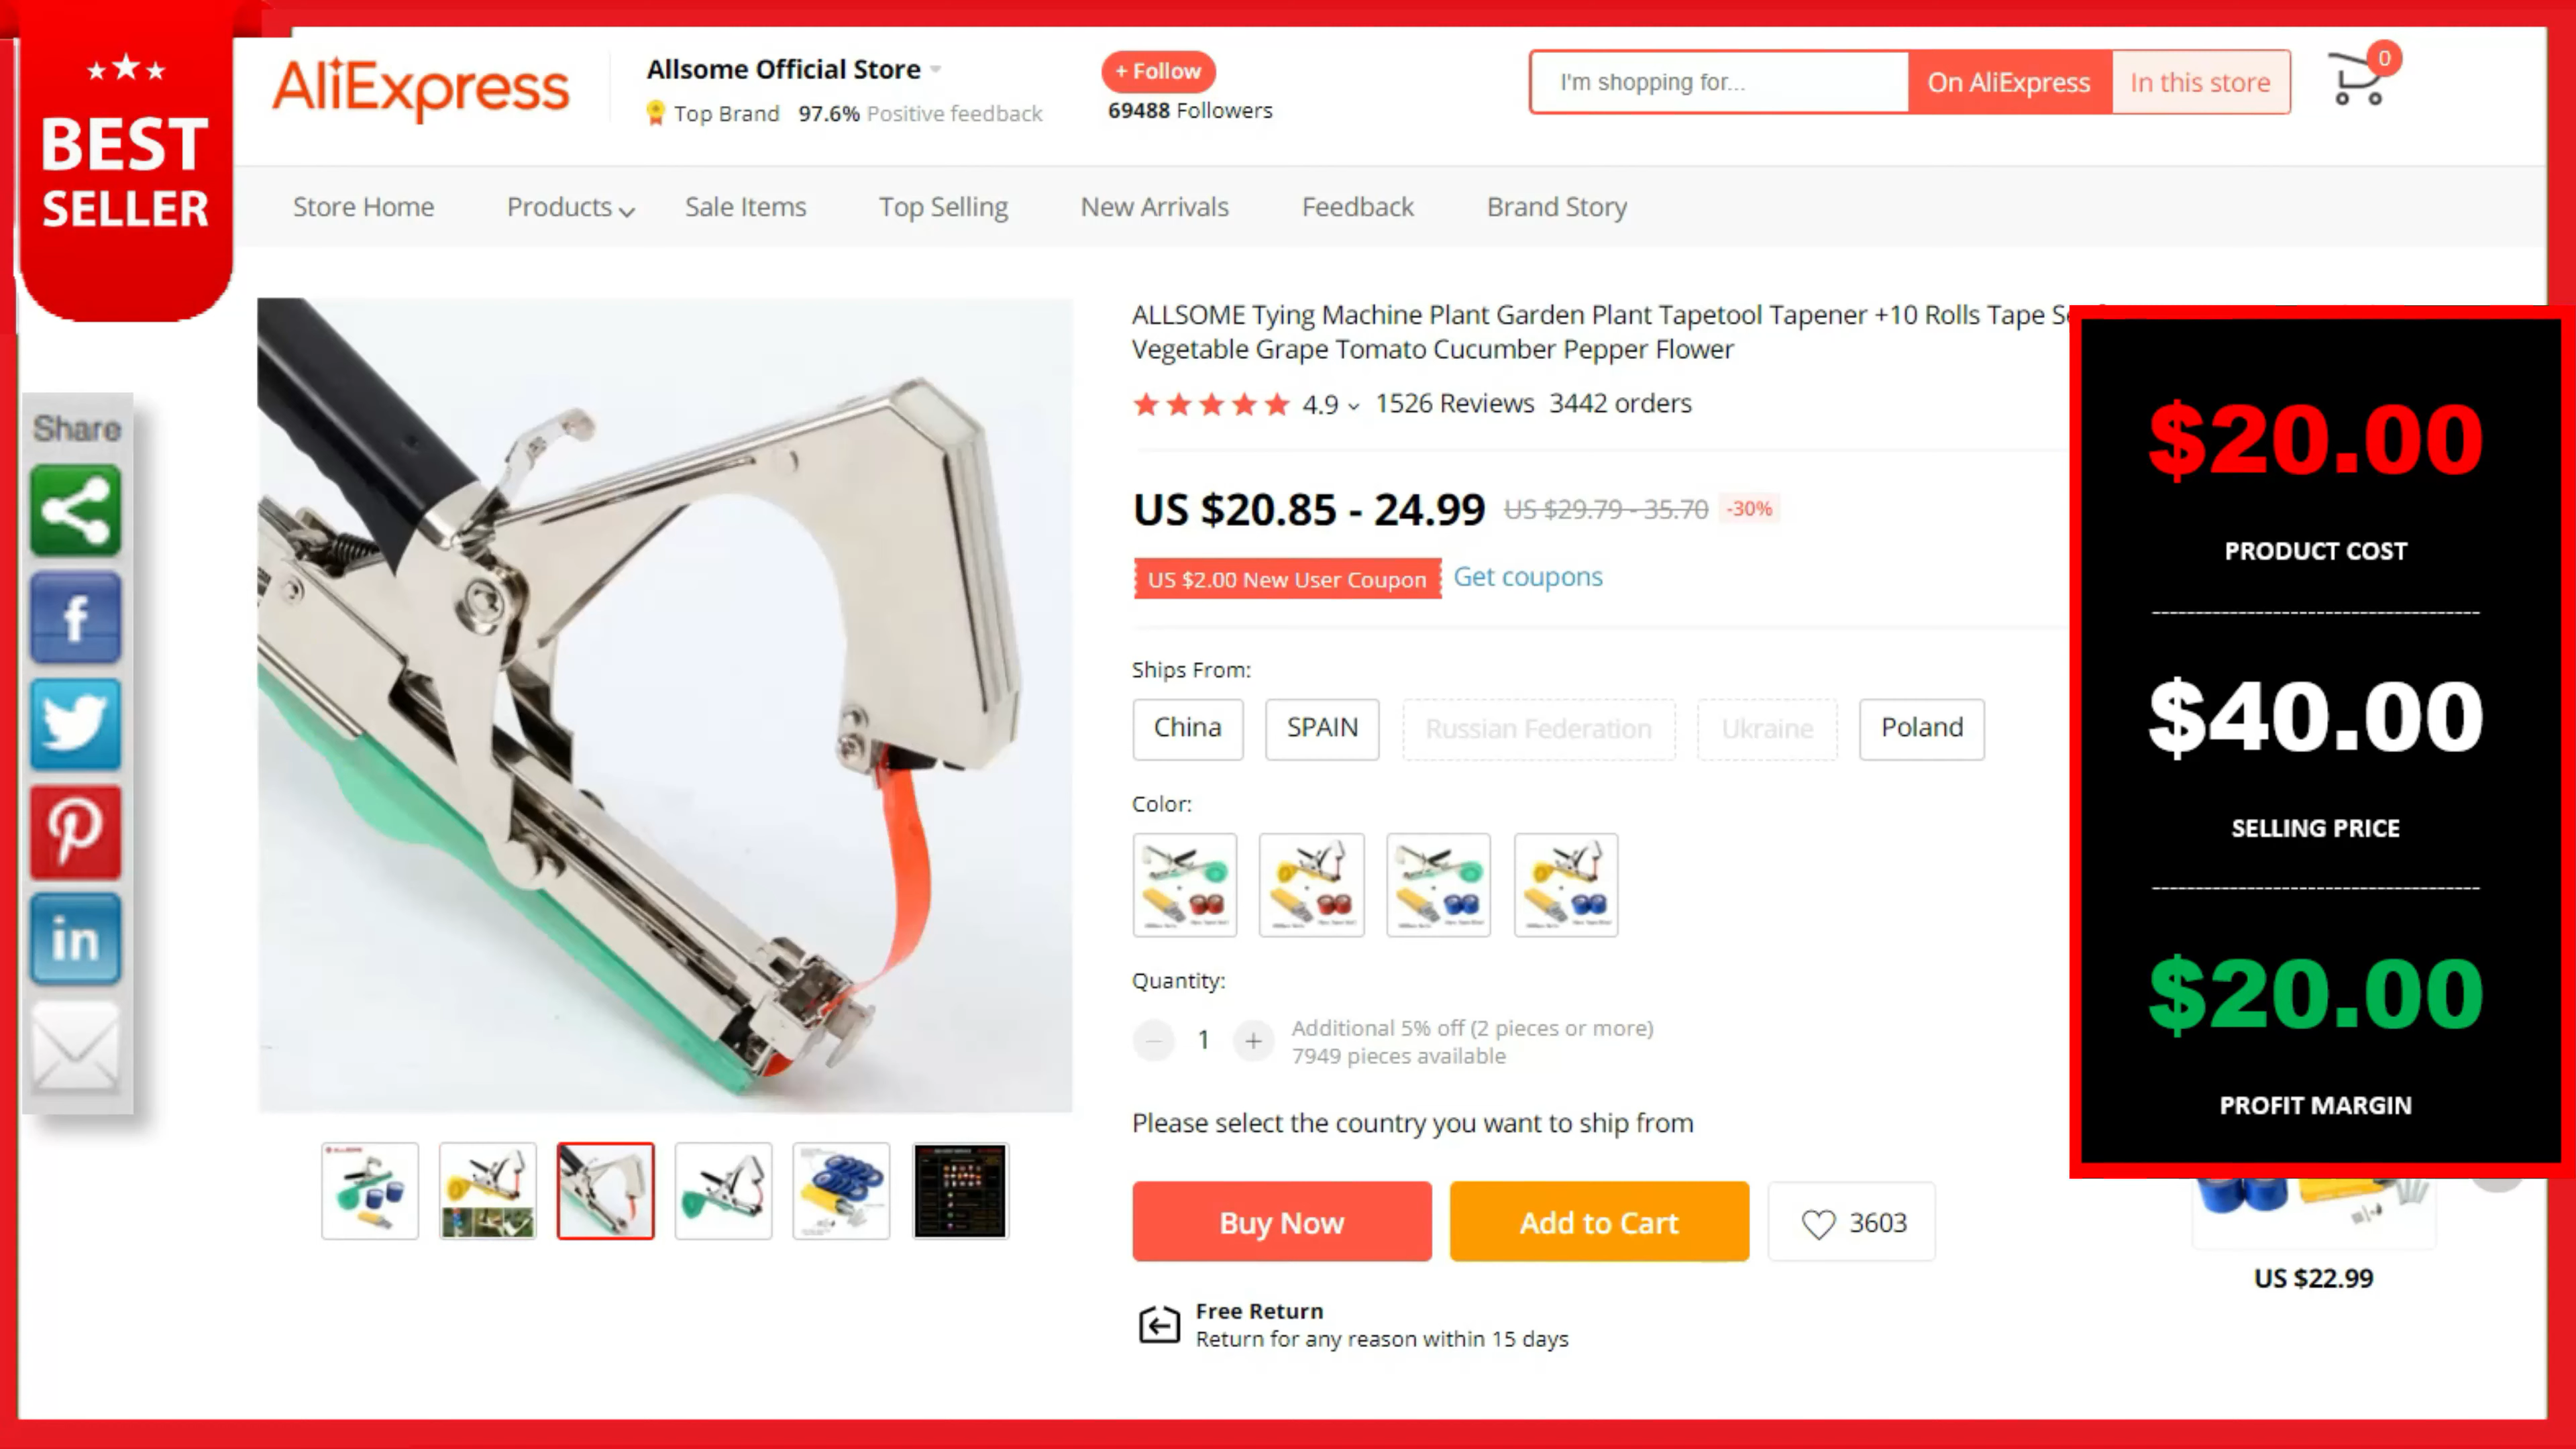 BEST
SELLER
AliExpress
Allsome Official Store
Top Brand 97.6% Positive feedback
+ Follow
69488 Followers
I'm shopping for...
On AliExpress
In this store
0
Store Home
Products
Sale Items
Top Selling
New Arrivals
Feedback
Brand Story
Share
f
in
ALLSOME Tying Machine Plant Garden Plant Tapetool Tapener +10 Rolls Tape
Vegetable Grape Tomato Cucumber Pepper Flower
4.9 1526 Reviews 3442 orders
US $20.85 - 24.99 US $29.79 - 35.70 -30%
US $2.00 New User Coupon Get coupons
Ships From:
China SPAIN Russian Federation Ukraine Poland
Color:
Quantity:
1
Additional 5% off (2 pieces or more)
7949 pieces available
Please select the country you want to ship from
Buy Now
Add to Cart
3603
Free Return
Return for any reason within 15 days
$20.00
PRODUCT COST
$40.00
SELLING PRICE
$20.00
PROFIT MARGIN
US $22.99